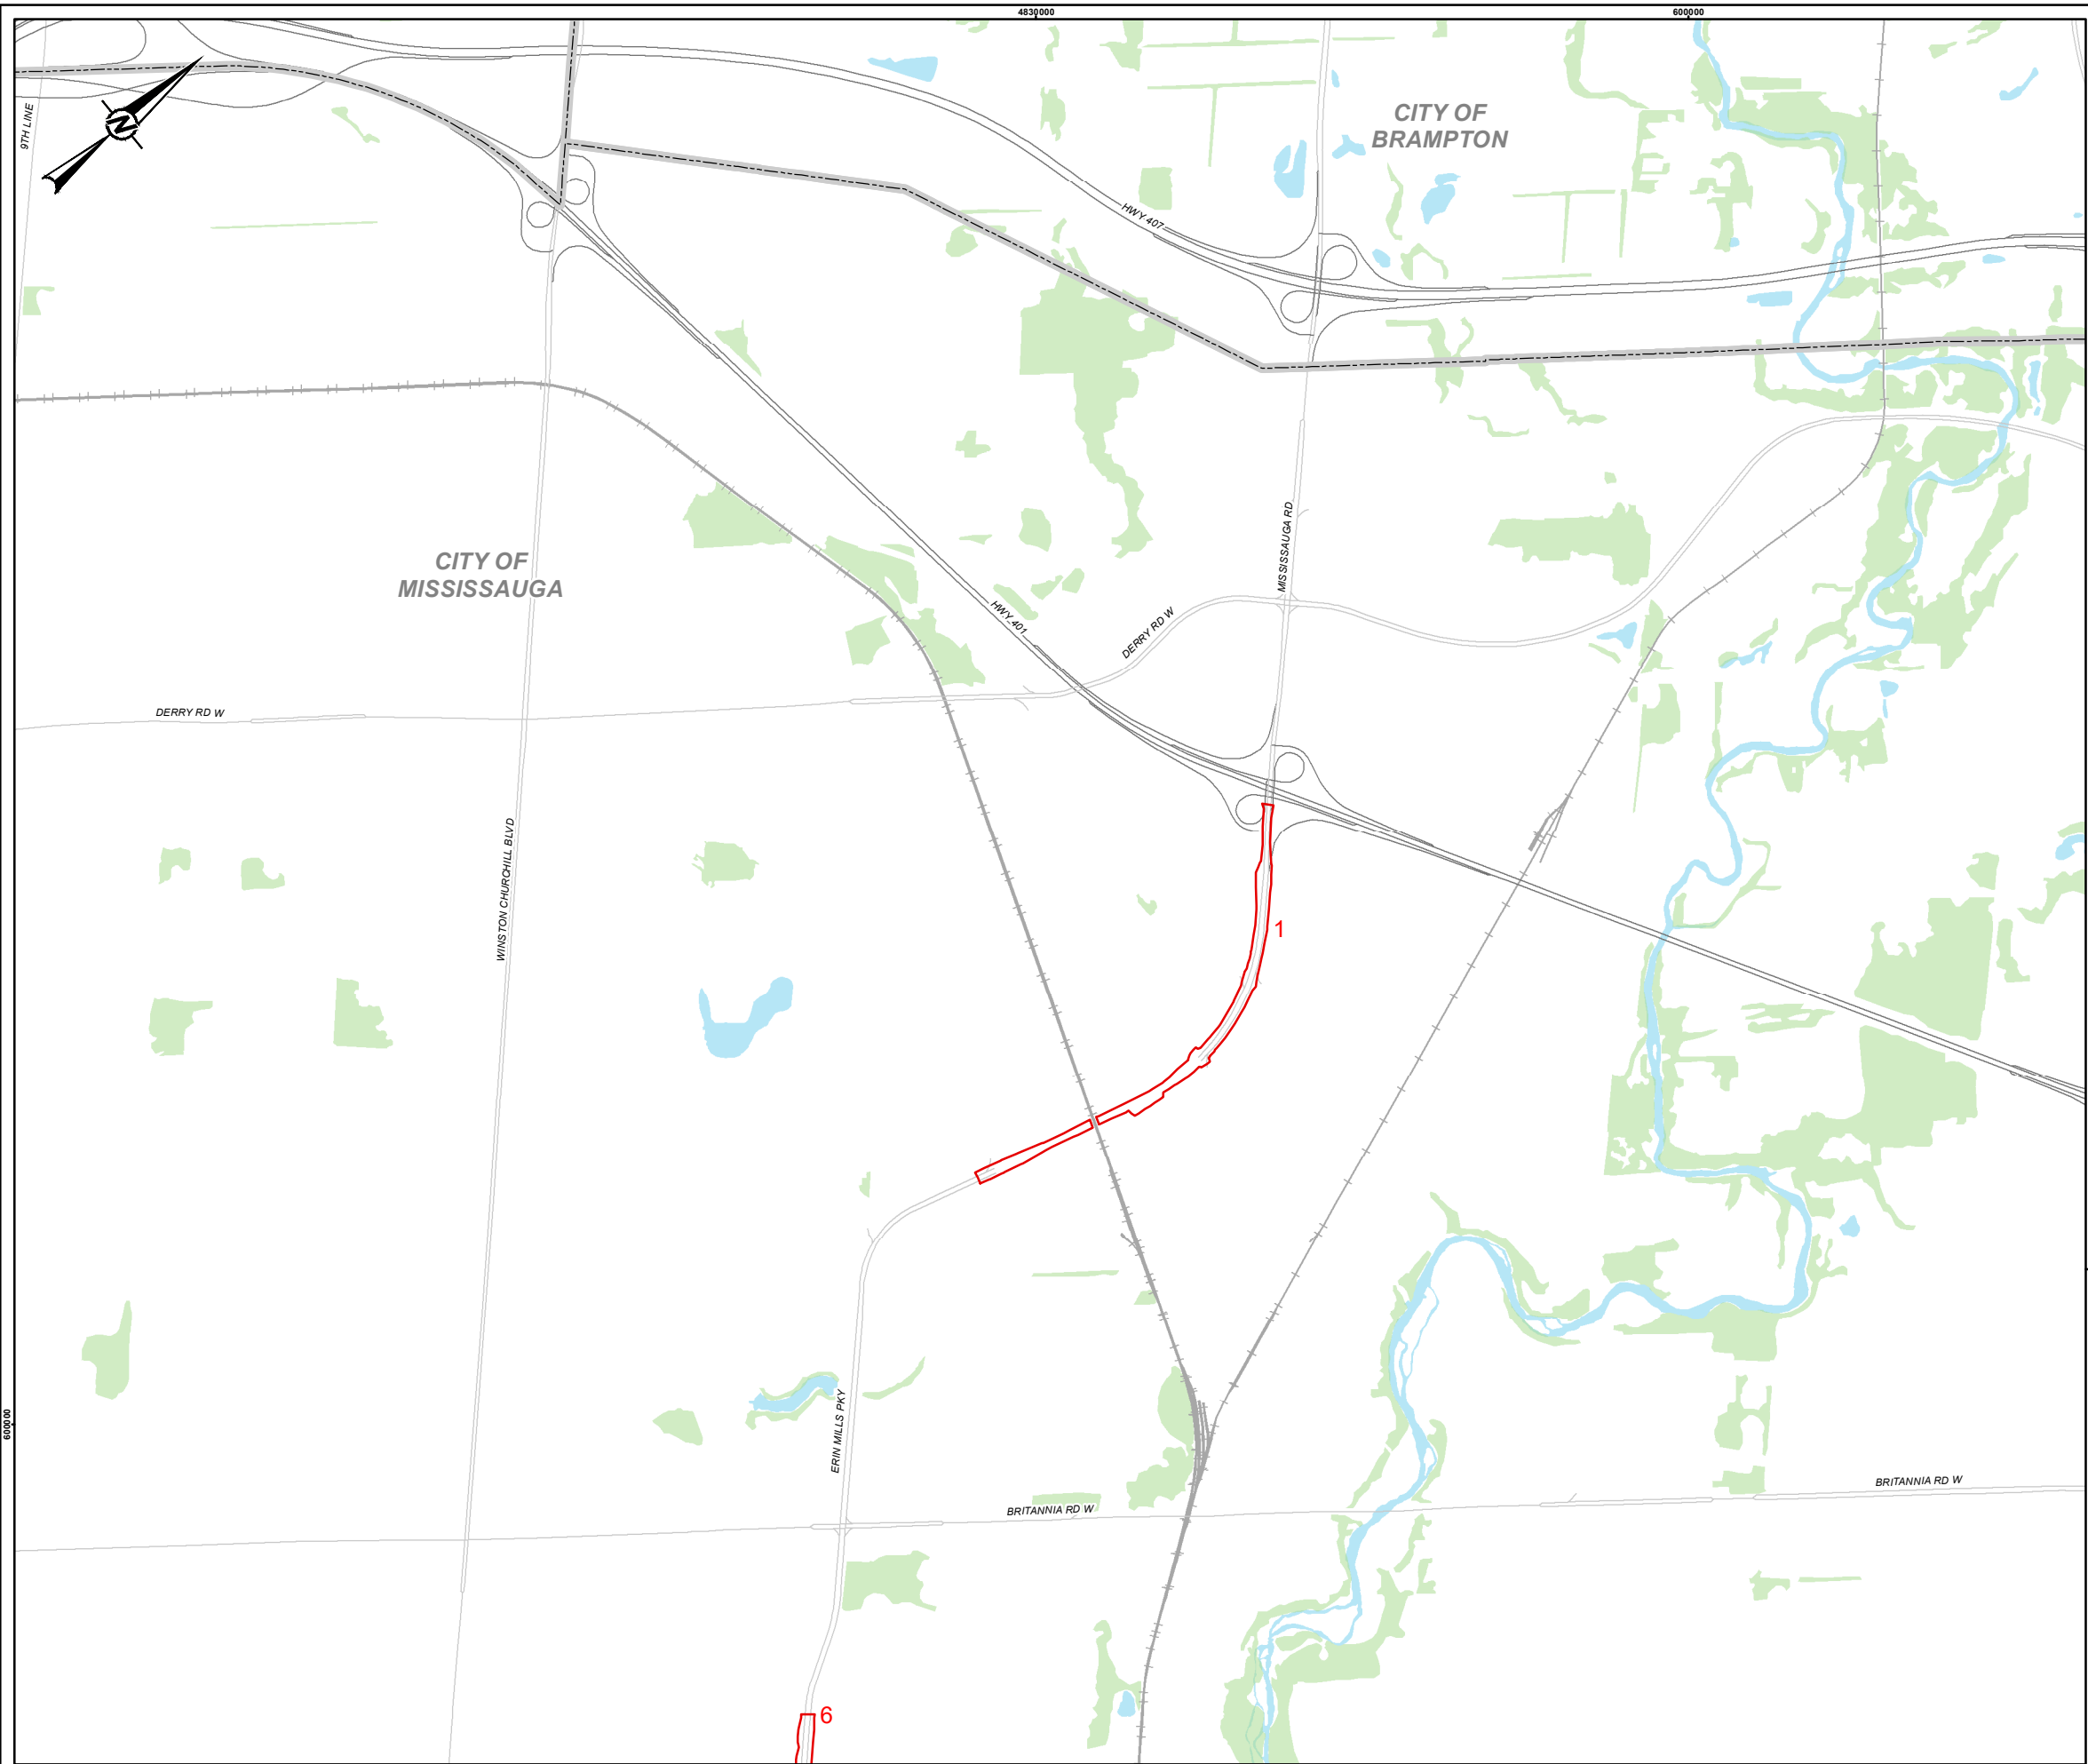 4830000
600000
9TH LINE
N
CITY OF
BRAMPTON
HWY 407
CITY OF
MISSISSAUGA
MISSISSAUGA RD
HWY 401
DERRY RD W
DERRY RD W
WINSTON CHURCHILL BLVD
1
ERIN MILLS PKY
600000
BRITANNIA RD W
BRITANNIA RD W
6